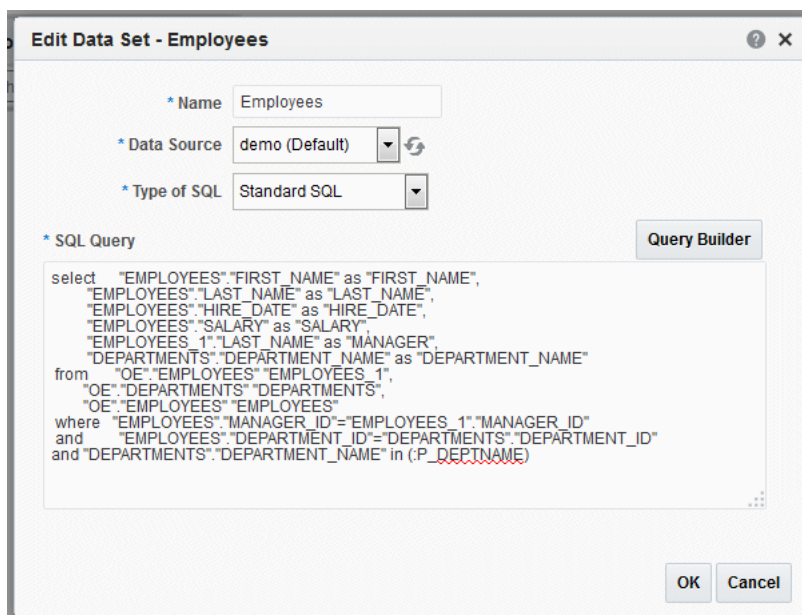 Edit Data Set - Employees
* Name Employees
* Data Source demo (Default)
* Type of SQL Standard SQL
* SQL Query
Query Builder
select "EMPLOYEES"."FIRST_NAME" as "FIRST_NAME",
"EMPLOYEES"."LAST_NAME" as "LAST_NAME",
"EMPLOYEES"."HIRE_DATE" as "HIRE_DATE",
"EMPLOYEES"."SALARY" as "SALARY",
"EMPLOYEES_1"."LAST_NAME" as "MANAGER",
"DEPARTMENTS"."DEPARTMENT_NAME" as "DEPARTMENT_NAME"
from "OE"."EMPLOYEES" "EMPLOYEES_1",
"OE"."DEPARTMENTS" "DEPARTMENTS",
"OE"."EMPLOYEES" "EMPLOYEES"
where "EMPLOYEES"."MANAGER_ID"="EMPLOYEES_1"."MANAGER_ID"
and "EMPLOYEES"."DEPARTMENT_ID"="DEPARTMENTS"."DEPARTMENT_ID"
and "DEPARTMENTS"."DEPARTMENT_NAME" in (:P_DEPTNAME)
OK Cancel